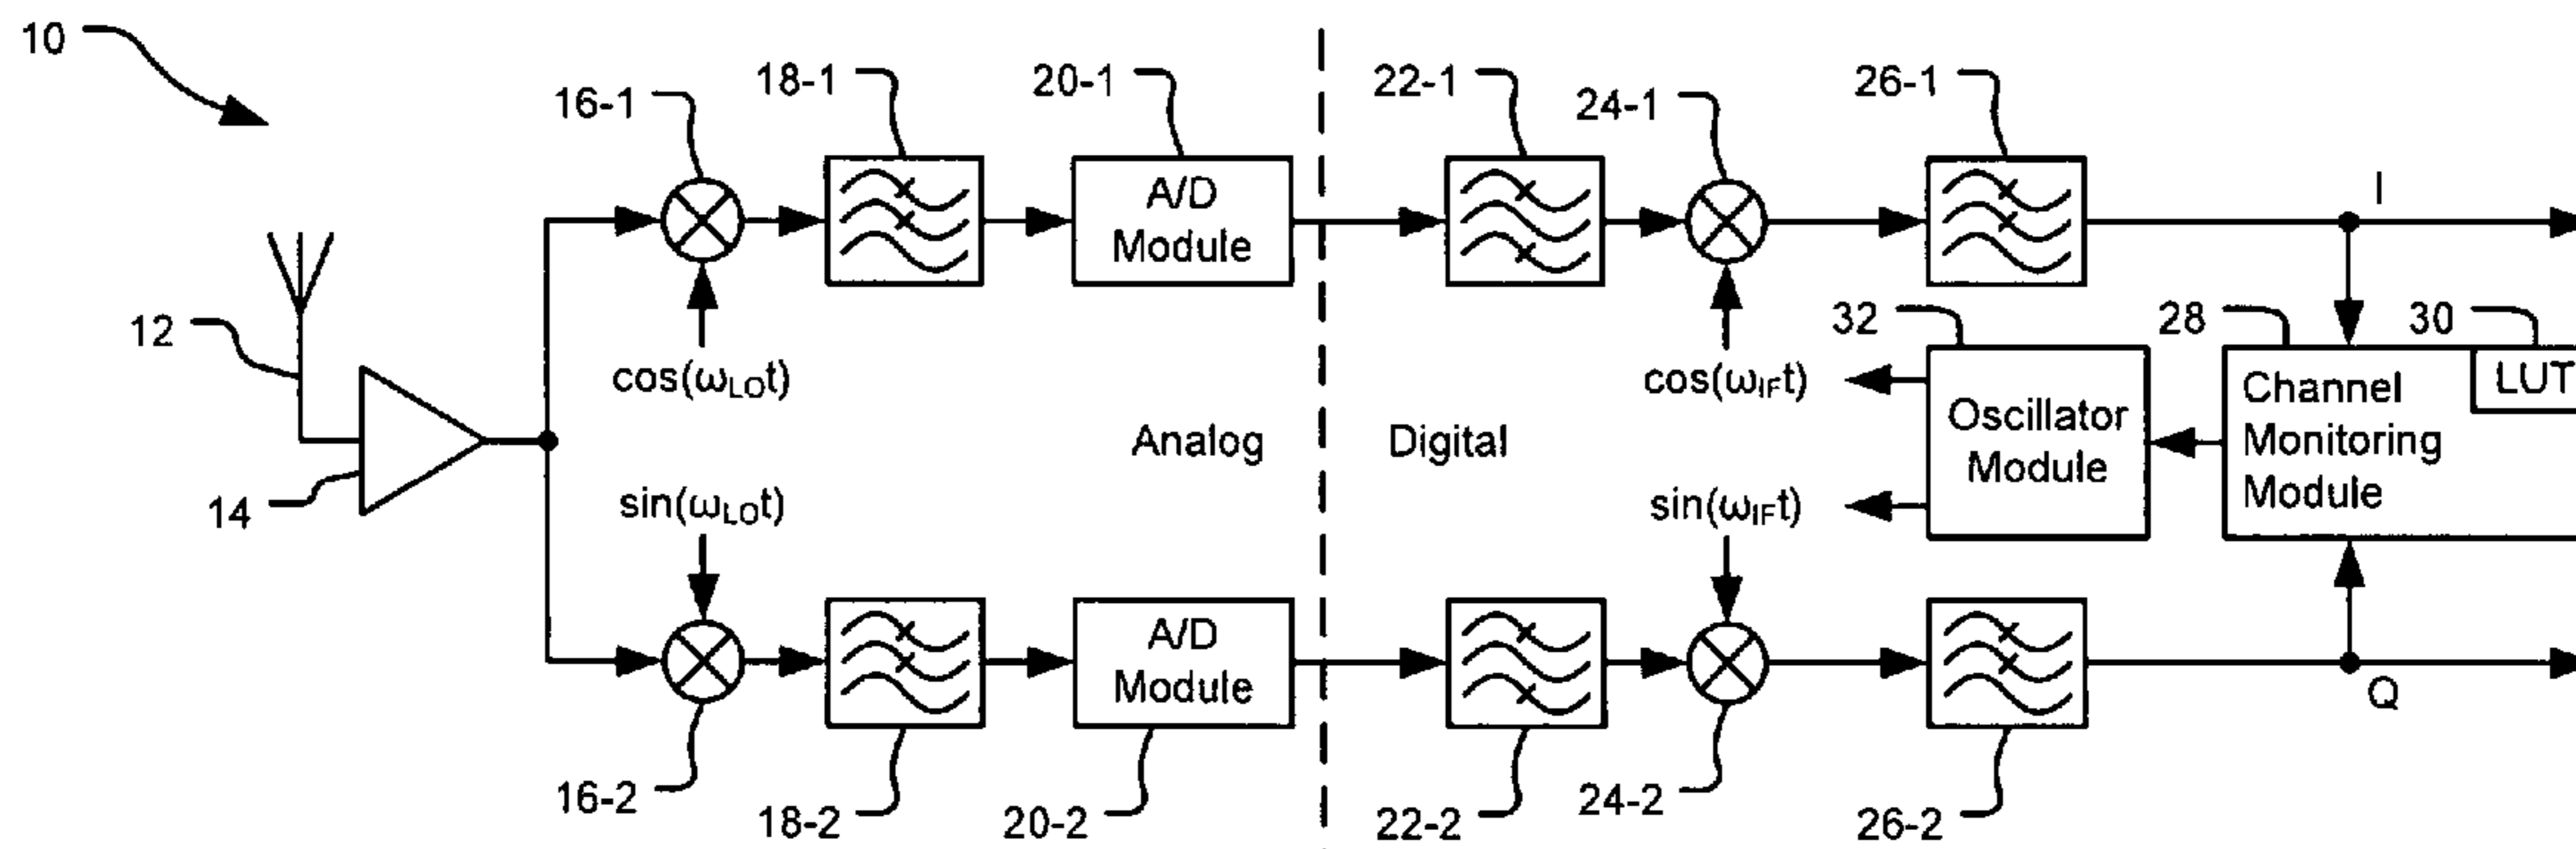 10
16-1
18-1
20-1
22-1
24-1
26-1
A/D
Module
I
12
cos(ωLOt)
cos(ωIFt)
32
28
30
LUT
Oscillator
Module
Channel
Monitoring
Module
Analog
Digital
14
sin(ωLOt)
sin(ωIFt)
A/D
Module
Q
16-2
18-2
20-2
22-2
24-2
26-2